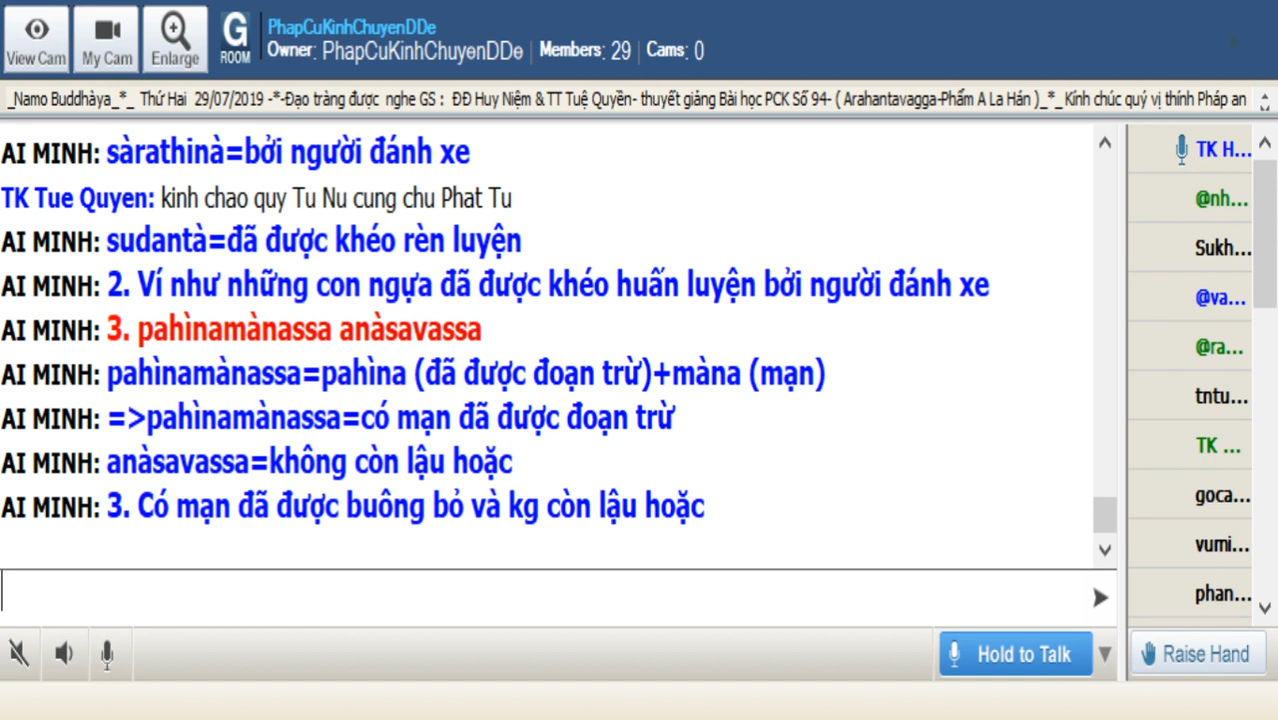 View Cam
My Cam
Enlarge
G
ROOM
PhapCuKinhChuyenDDe
Owner: PhapCuKinhChuyenDDe | Members: 29 | Cams: 0
_Namo Buddhàya_*_ Thứ Hai 29/07/2019 -*-Đạo tràng được nghe GS : ĐĐ Huy Niệm & TT Tuệ Quyền- thuyết giảng Bài học PCK Số 94- ( Arahantavagga-Phẩm A La Hán )_*_Kính chúc quý vị thính Pháp an
AI MINH: sàrathinà=bởi người đánh xe
TK Tue Quyen: kinh chao quy Tu Nu cung chu Phat Tu
AI MINH: sudantà=đã được khéo rèn luyện
AI MINH: 2. Ví như những con ngựa đã được khéo huấn luyện bởi người đánh xe
AI MINH: 3. pahìnamànassa anàsavassa
AI MINH: pahìnamànassa=pahìna (đã được đoạn trừ)+màna (mạn)
AI MINH: =>pahìnamànassa=có mạn đã được đoạn trừ
AI MINH: anàsavassa=không còn lậu hoặc
AI MINH: 3. Có mạn đã được buông bỏ và kg còn lậu hoặc
TK H...
@nh...
Sukh...
@va...
@ra...
tntu...
TK ...
goca...
vumi...
phan...
Hold to Talk
Raise Hand